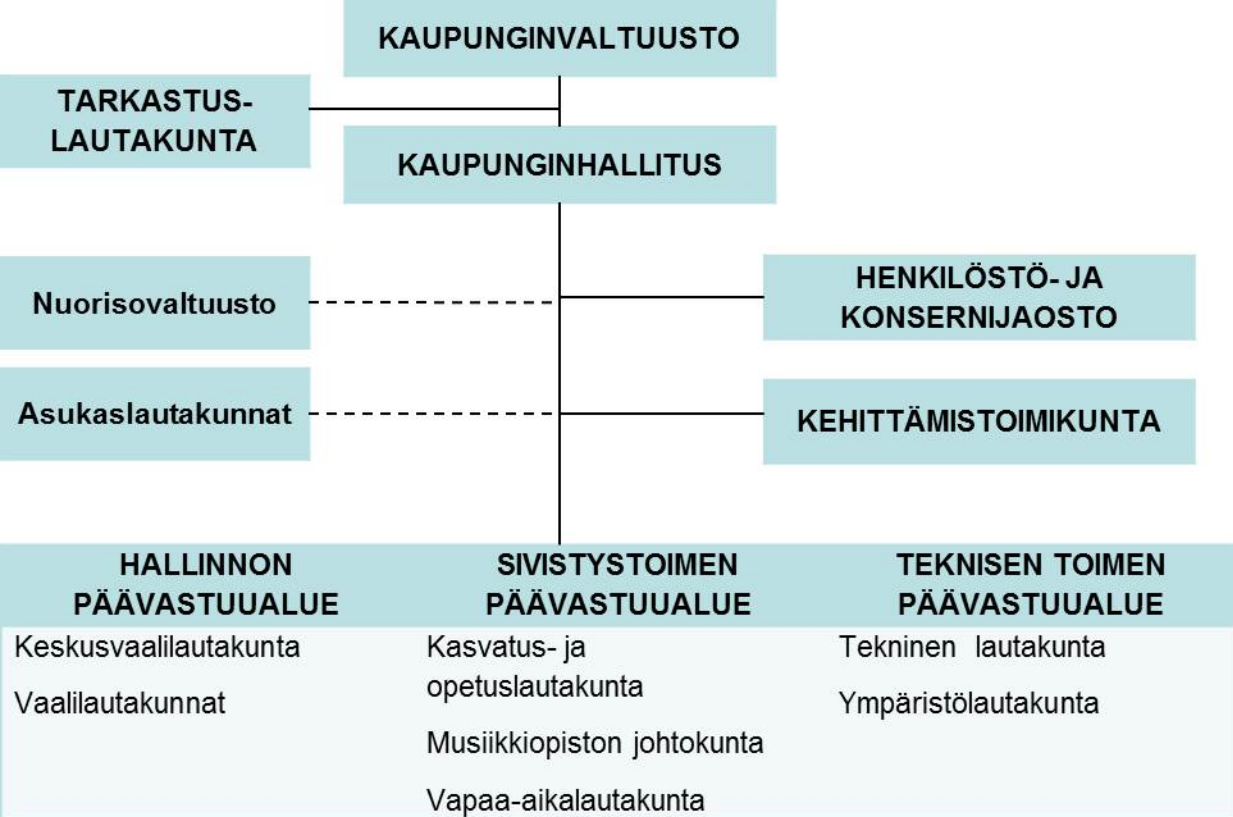 KAUPUNGINVALTUUSTO
TARKASTUS-
LAUTAKUNTA
KAUPUNGINHALLITUS
Nuorisovaltuusto
HENKILÖSTÖ- JA
KONSERNIJAOSTO
Asukaslautakunnat
KEHITTÄMISTOIMIKUNTA
HALLINNON
PÄÄVASTUUALUE
Keskusvaalilautakunta
Vaalilautakunnat
SIVISTYSTOIMEN
PÄÄVASTUUALUE
Kasvatus- ja
opetuslautakunta
Musiikkiopiston johtokunta
Vapaa-aikalautakunta
TEKNISEN TOIMEN
PÄÄVASTUUALUE
Tekninen lautakunta
Ympäristölautakunta